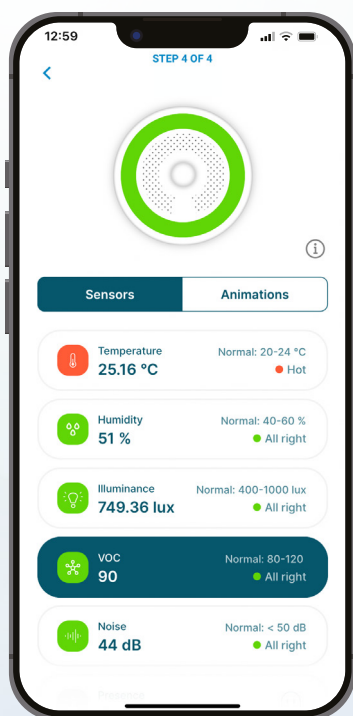 12:59
STEP 4 OF 4
Sensors
Animations
Temperature
Normal: 20-24 °C
25.16 °C
Hot
Humidity
Normal: 40-60 %
51 %
All right
Illuminance
Normal: 400-1000 lux
749.36 lux
All right
VOC
Normal: 80-120
90
All right
Noise
Normal: < 50 dB
44 dB
All right